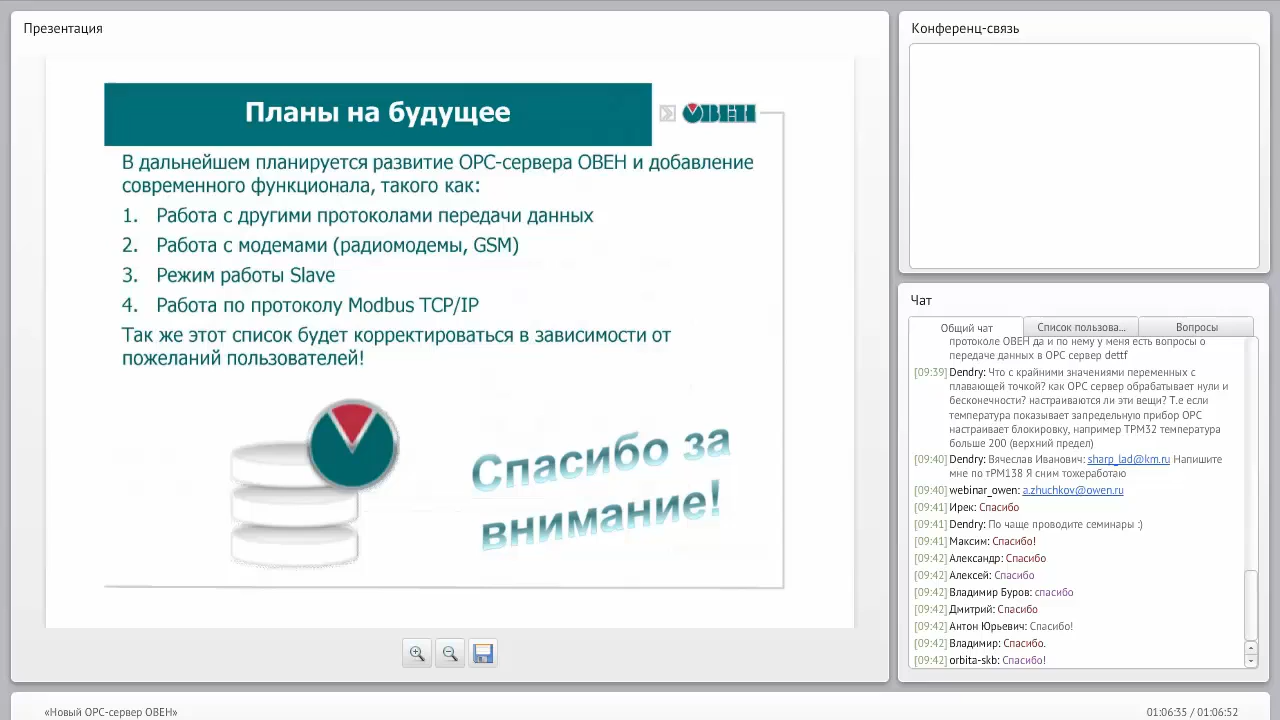 Презентация
Планы на будущее
ОВЕН
В дальнейшем планируется развитие ОРС-сервера ОВЕН и добавление
современного функционала, такого как:
1. Работа с другими протоколами передачи данных
2. Работа с модемами (радиомодемы, GSM)
3. Режим работы Slave
4. Работа по протоколу Modbus TCP/IP
Так же этот список будет корректироваться в зависимости от
пожеланий пользователей!
Спасибо за
внимание!
Конференц-связь
Чат
Общий чат
Список пользова...
Вопросы
протоколе ОВЕН да и по нему у меня есть вопросы о
передаче данных в ОРС сервер dettf
[09:39] Dendry: Что с крайними значениями переменных с
плавающей точкой? как ОРС сервер обрабатывает нули и
бесконечности? настраиваются ли эти вещи? Т.е если
температура показывает запредельную прибор ОРС
настраивает блокировку, например ТРМ32 температура
больше 200 (верхний предел)
[09:40] Dendry: Вячеслав Иванович: sharp_lad@km.ru Напишите
мне по тРМ138 Я сним тожеработаю
[09:40] webinar_owen: a.zhuchkov@owen.ru
[09:41] Ирек: Спасибо
[09:41] Dendry: По чаще проводите семинары :)
[09:41] Максим: Спасибо!
[09:42] Александр: Спасибо
[09:42] Алексей: Спасибо
[09:42] Владимир Буров: спасибо
[09:42] Дмитрий: Спасибо
[09:42] Антон Юрьевич: Спасибо!
[09:42] Владимир: Спасибо.
[09:42] orbita-skb: Спасибо!
«Новый ОРС-сервер ОВЕН»
01:06:35 / 01:06:52